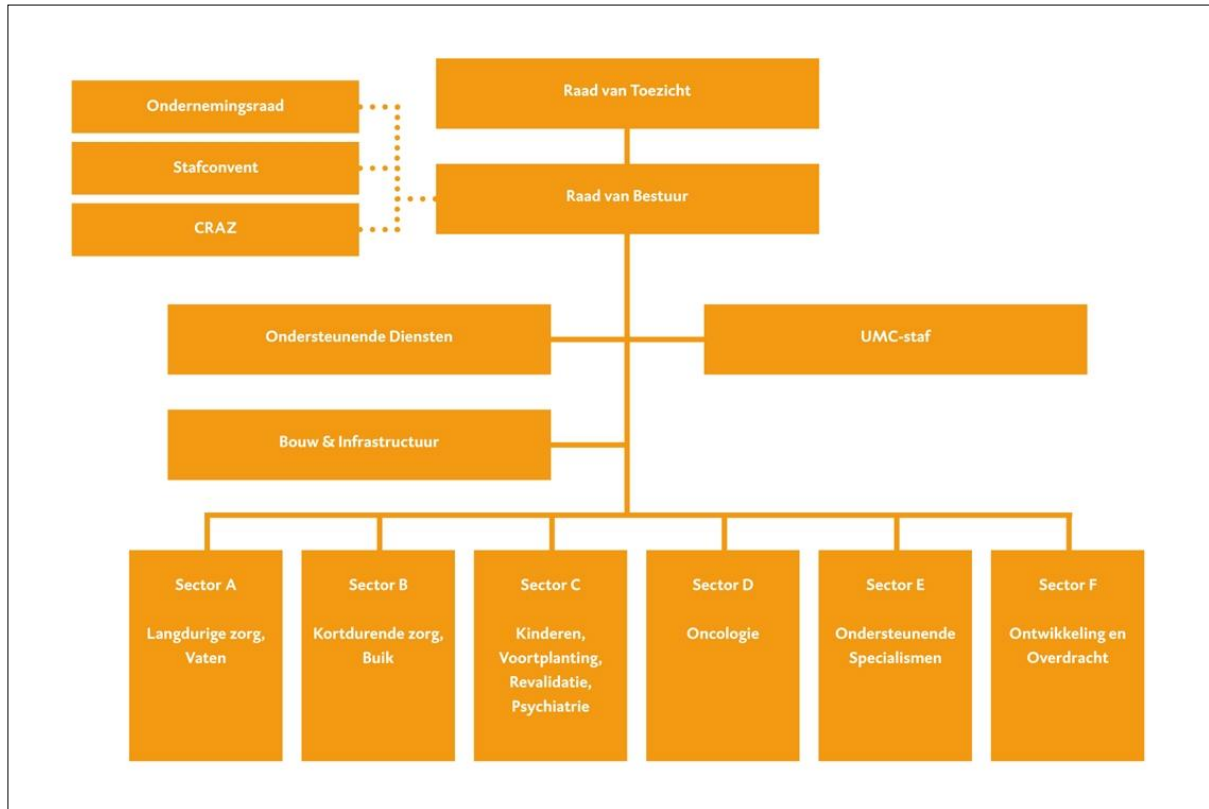 Raad van Toezicht
Ondernemingsraad
Stafconvent
Raad van Bestuur
CRAZ
Ondersteunende Diensten
UMC-staf
Bouw & Infrastructuur
Sector A
Langdurige zorg,
Vaten
Sector B
Kortdurende zorg,
Buik
Sector C
Kinderen,
Voortplanting,
Revalidatie,
Psychiatrie
Sector D
Oncologie
Sector E
Ondersteunende
Specialismen
Sector F
Ontwikkeling en
Overdracht